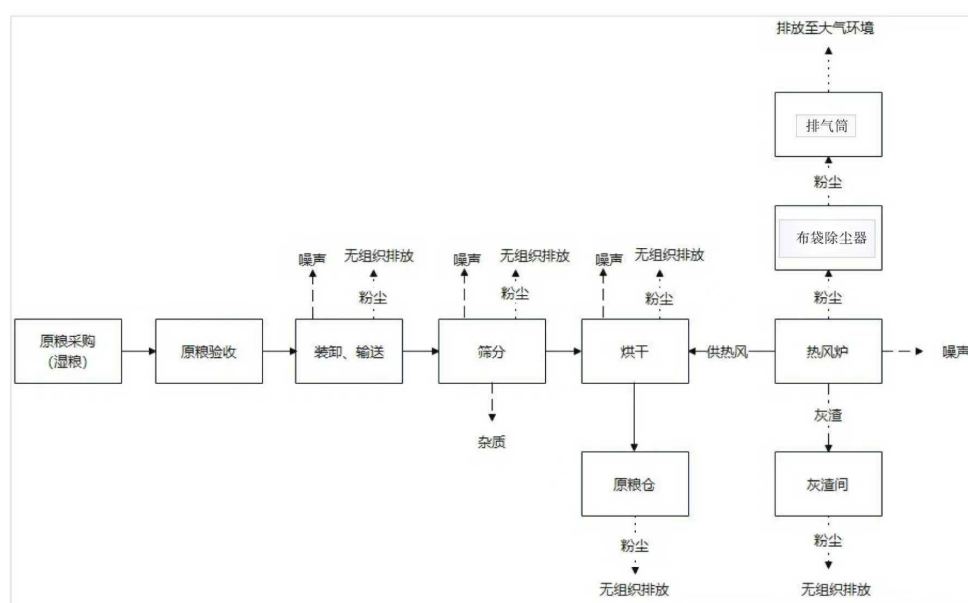 排放至大气环境
排气筒
粉尘
布袋除尘器
噪声 无组织排放 噪声 无组织排放 噪声 无组织排放
粉尘 粉尘 粉尘 粉尘
原粮采购
(湿粮)
原粮验收 装卸、输送 筛分 烘干 供热风 热风炉 噪声
灰渣
杂质
原粮仓 灰渣间
粉尘 粉尘
无组织排放 无组织排放